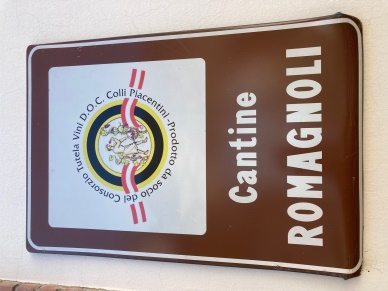 Consorzio Tutela Vini D.O.C. Colli Piacentini - Prodotto da socio del
Cantine
ROMAGNOLI